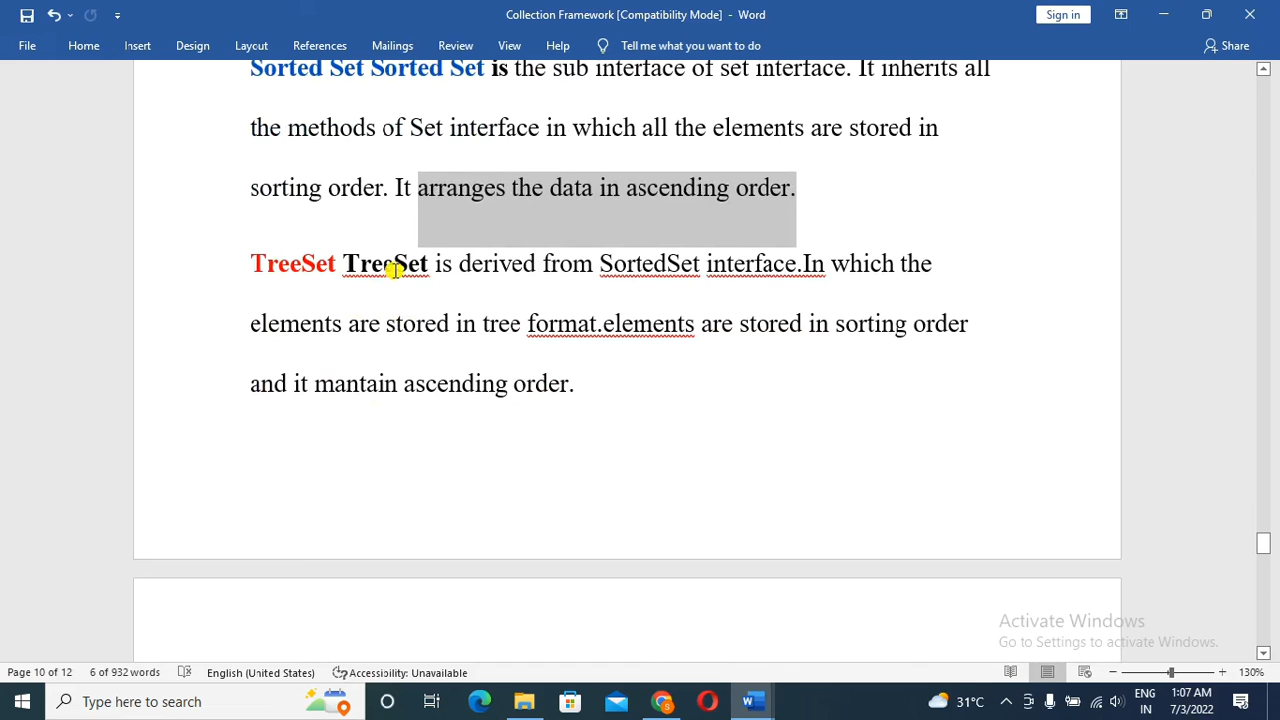 Collection Framework [Compatibility Mode] - Word
Sign in
File Home Insert Design Layout References Mailings Review View Help Tell me what you want to do Share
Sorted Set Sorted Set is the sub interface of set interface. It inherits all
the methods of Set interface in which all the elements are stored in
sorting order. It arranges the data in ascending order.
TreeSet TreeSet is derived from SortedSet interface.In which the
elements are stored in tree format.elements are stored in sorting order
and it mantain ascending order.
Activate Windows
Go to Settings to activate Windows.
Page 10 of 12 6 of 932 words English (United States) Accessibility: Unavailable 130%
Type here to search 31°C ENG 1:07 AM
IN 7/3/2022